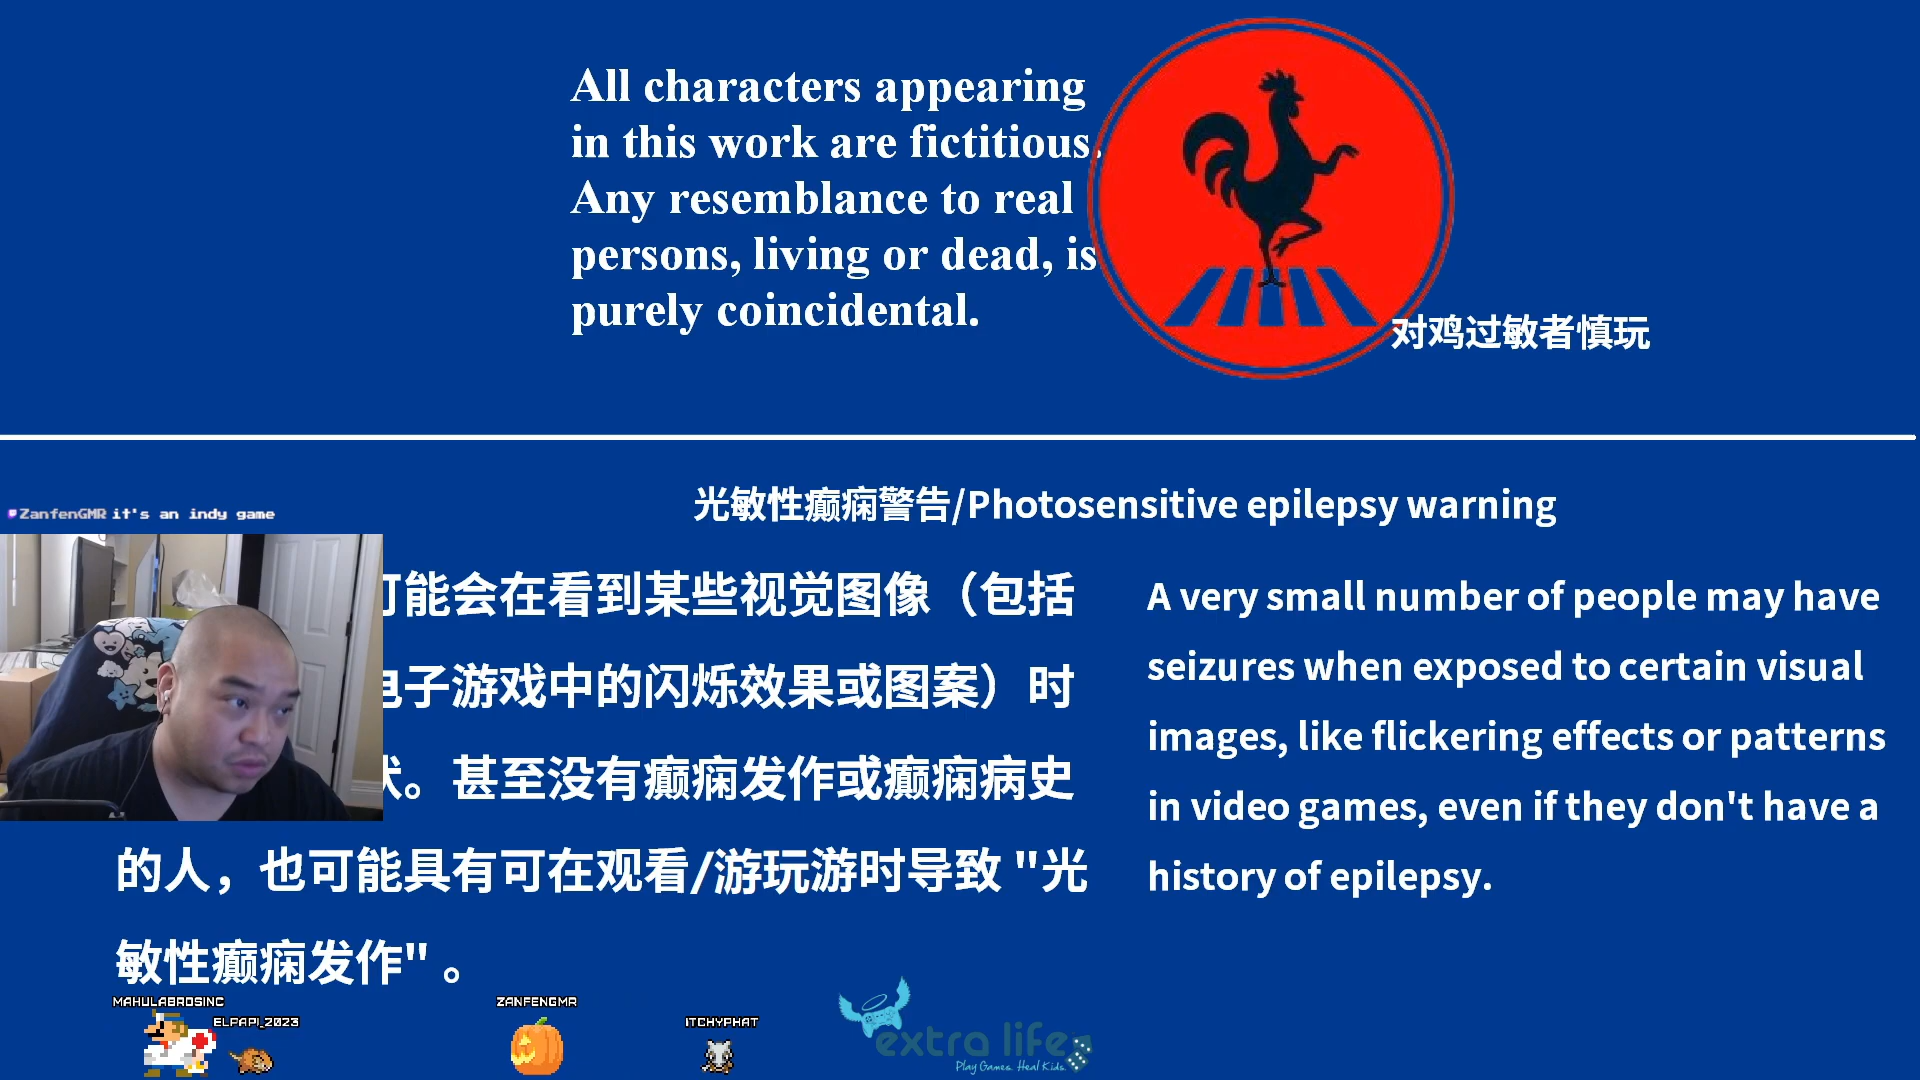 All characters appearing
in this work are fictitious.
Any resemblance to real
persons, living or dead, is
purely coincidental.
对鸡过敏者慎玩
光敏性癫痫警告/Photosensitive epilepsy warning
ZanfenGMR it's an indy game
能会在看到某些视觉图像（包括
子游戏中的闪烁效果或图案）时
。甚至没有癫痫发作或癫痫病史
的人，也可能具有可在观看/游玩游时导致 "光
敏性癫痫发作" 。
A very small number of people may have
seizures when exposed to certain visual
images, like flickering effects or patterns
in video games, even if they don't have a
history of epilepsy.
MAHULABROSINC
ELPAPI_2023
ZANFENGMR
ITCHYPHAT
extra life
Play Games. Heal Kids.